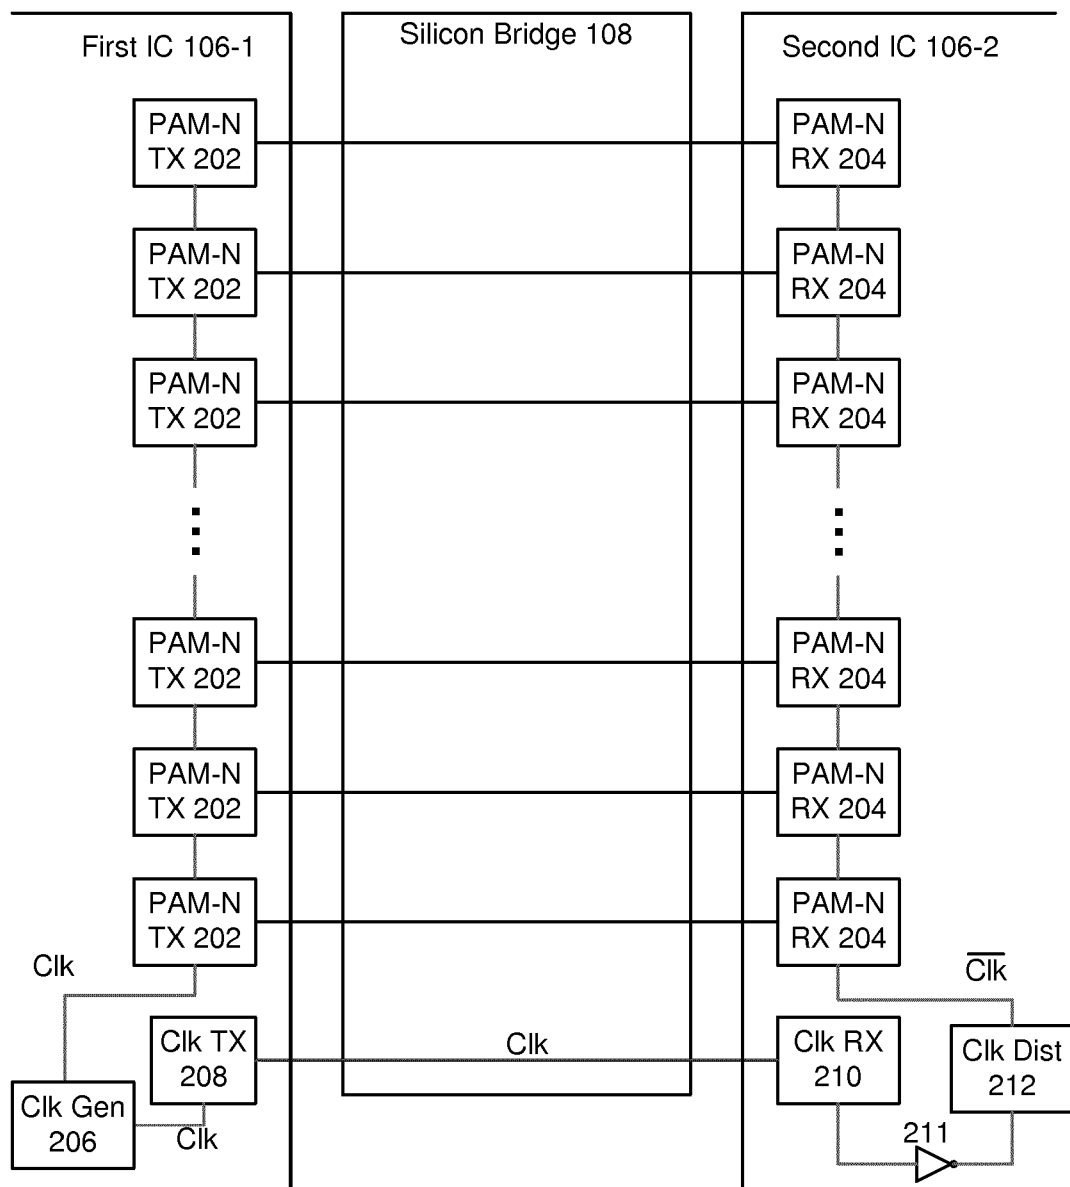 First IC 106-1
Silicon Bridge 108
Second IC 106-2
PAM-N
TX 202
PAM-N
RX 204
PAM-N
TX 202
PAM-N
RX 204
PAM-N
TX 202
PAM-N
RX 204
PAM-N
TX 202
PAM-N
RX 204
PAM-N
TX 202
PAM-N
RX 204
PAM-N
TX 202
PAM-N
RX 204
Clk
C̅l̅k̅
Clk TX
208
Clk
Clk RX
210
Clk Dist
212
Clk Gen
206
Clk
211